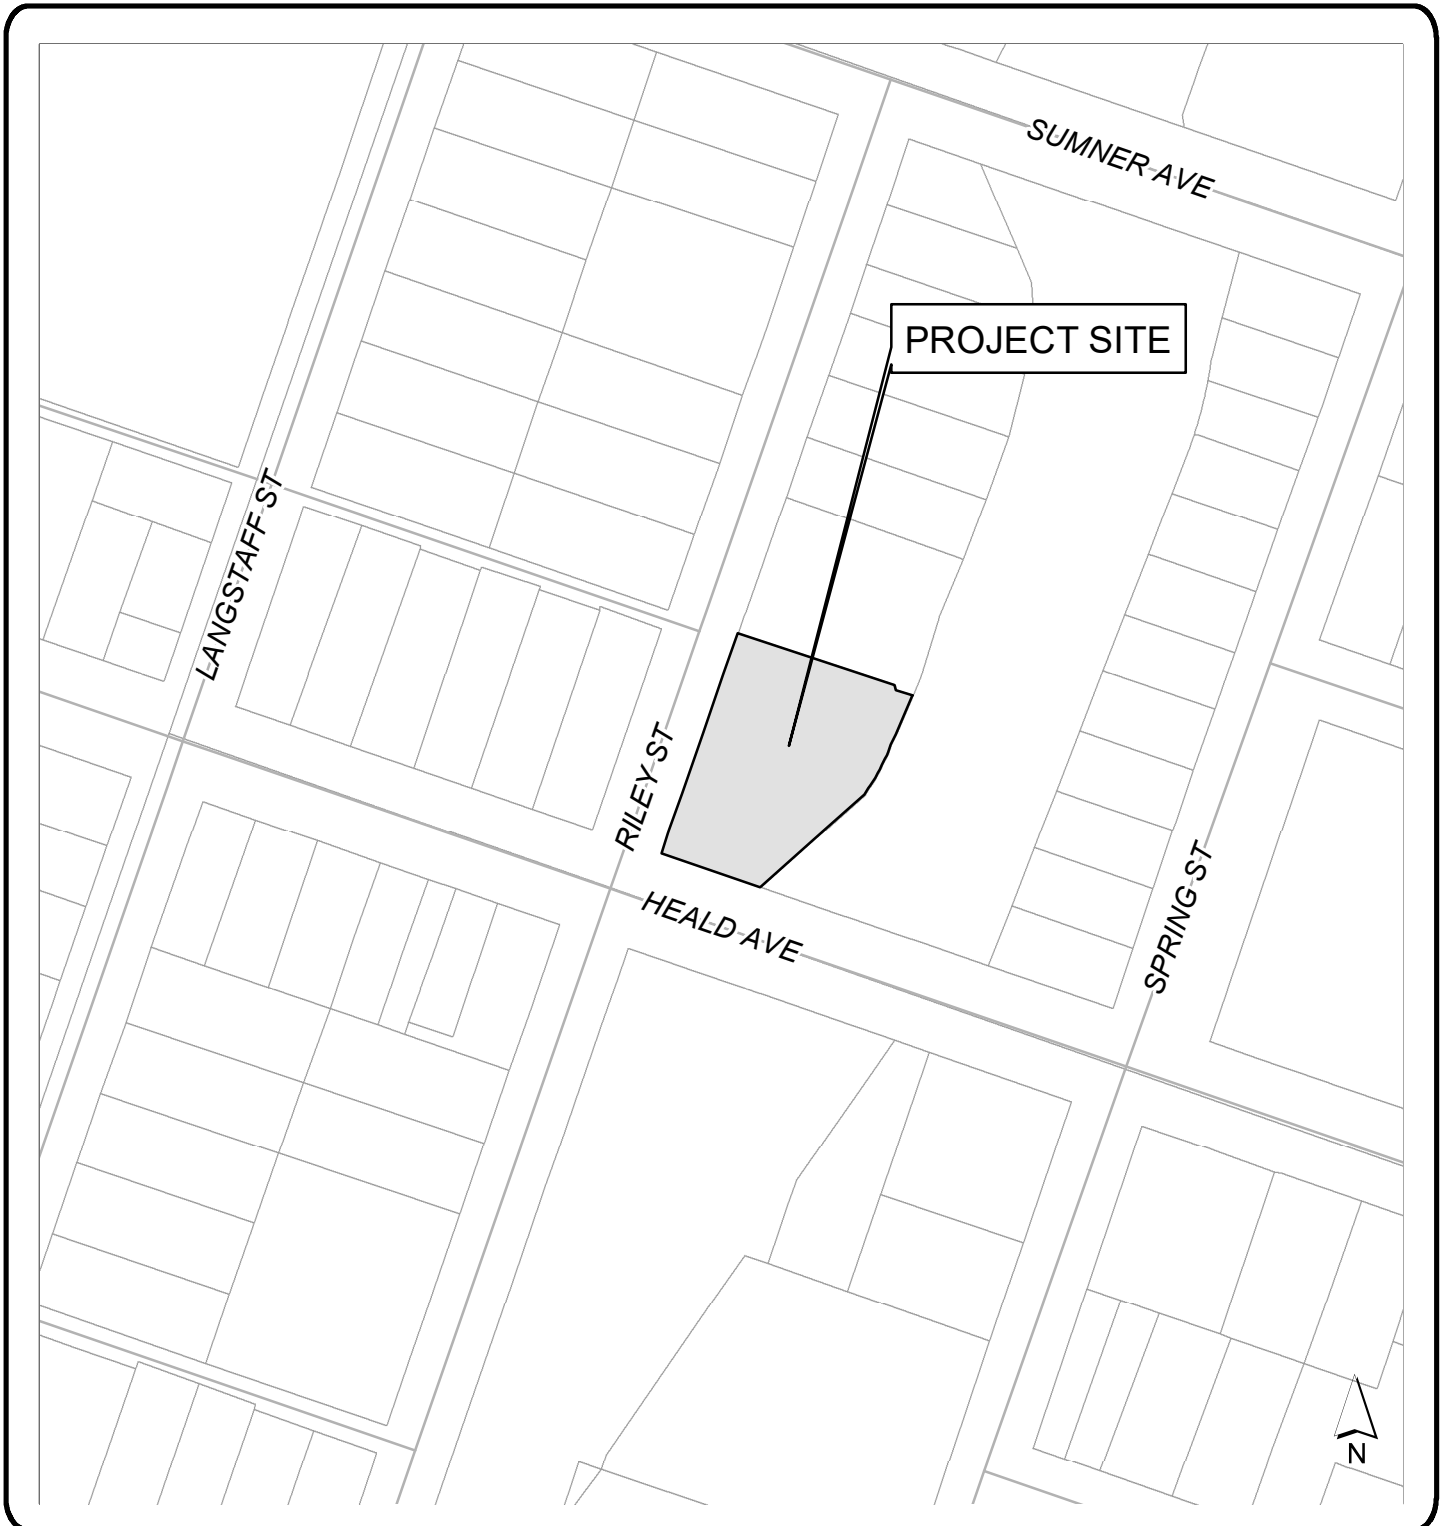 SUMNER AVE
PROJECT SITE
LANGSTAFF ST
RILEY ST
HEALD AVE
SPRING ST
N